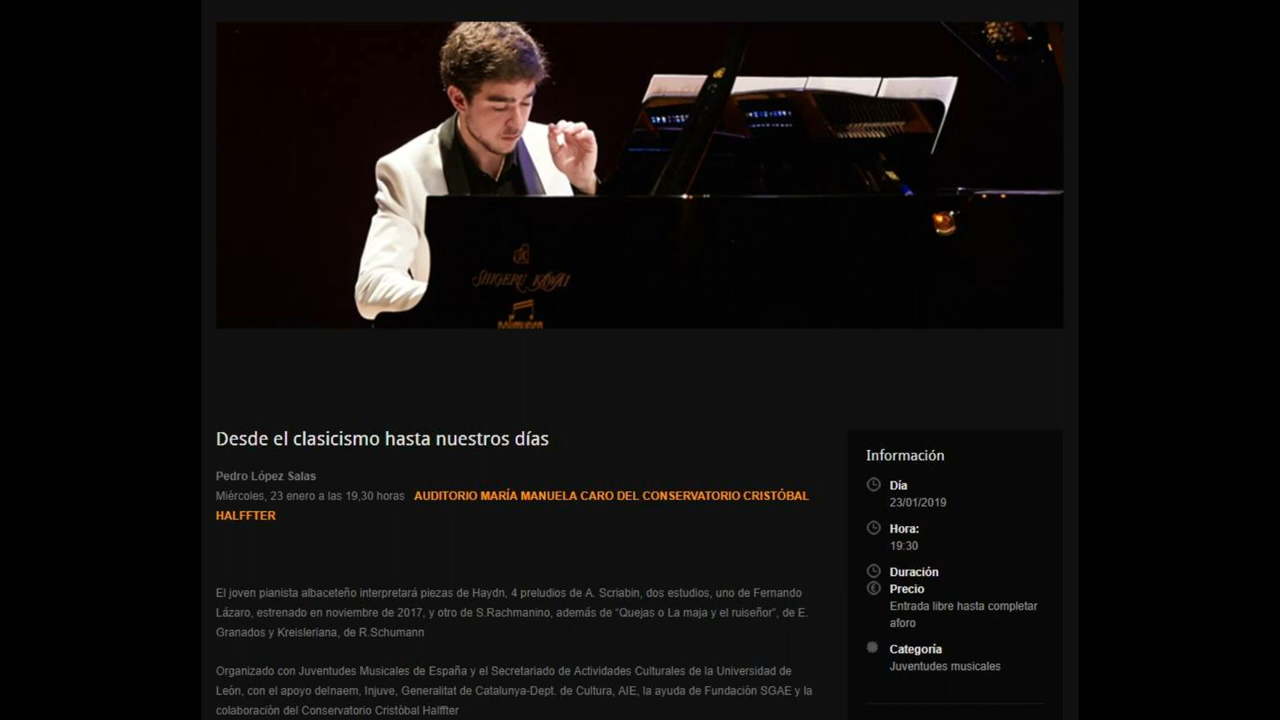 SHIGERU KAWAI
Desde el clasicismo hasta nuestros días
Pedro López Salas
Miércoles, 23 enero a las 19,30 horas AUDITORIO MARÍA MANUELA CARO DEL CONSERVATORIO CRISTÓBAL
HALFFTER
El joven pianista albaceteño interpretará piezas de Haydn, 4 preludios de A. Scriabin, dos estudios, uno de Fernando
Lázaro, estrenado en noviembre de 2017, y otro de S.Rachmanino, además de “Quejas o La maja y el ruiseñor”, de E.
Granados y Kreisleriana, de R.Schumann
Organizado con Juventudes Musicales de España y el Secretariado de Actividades Culturales de la Universidad de
León, con el apoyo deInaem, Injuve, Generalitat de Catalunya-Dept. de Cultura, AIE, la ayuda de Fundación SGAE y la
colaboración del Conservatorio Cristóbal Halffter
Información
Día
23/01/2019
Hora:
19:30
Duración
Precio
Entrada libre hasta completar
aforo
Categoría
Juventudes musicales